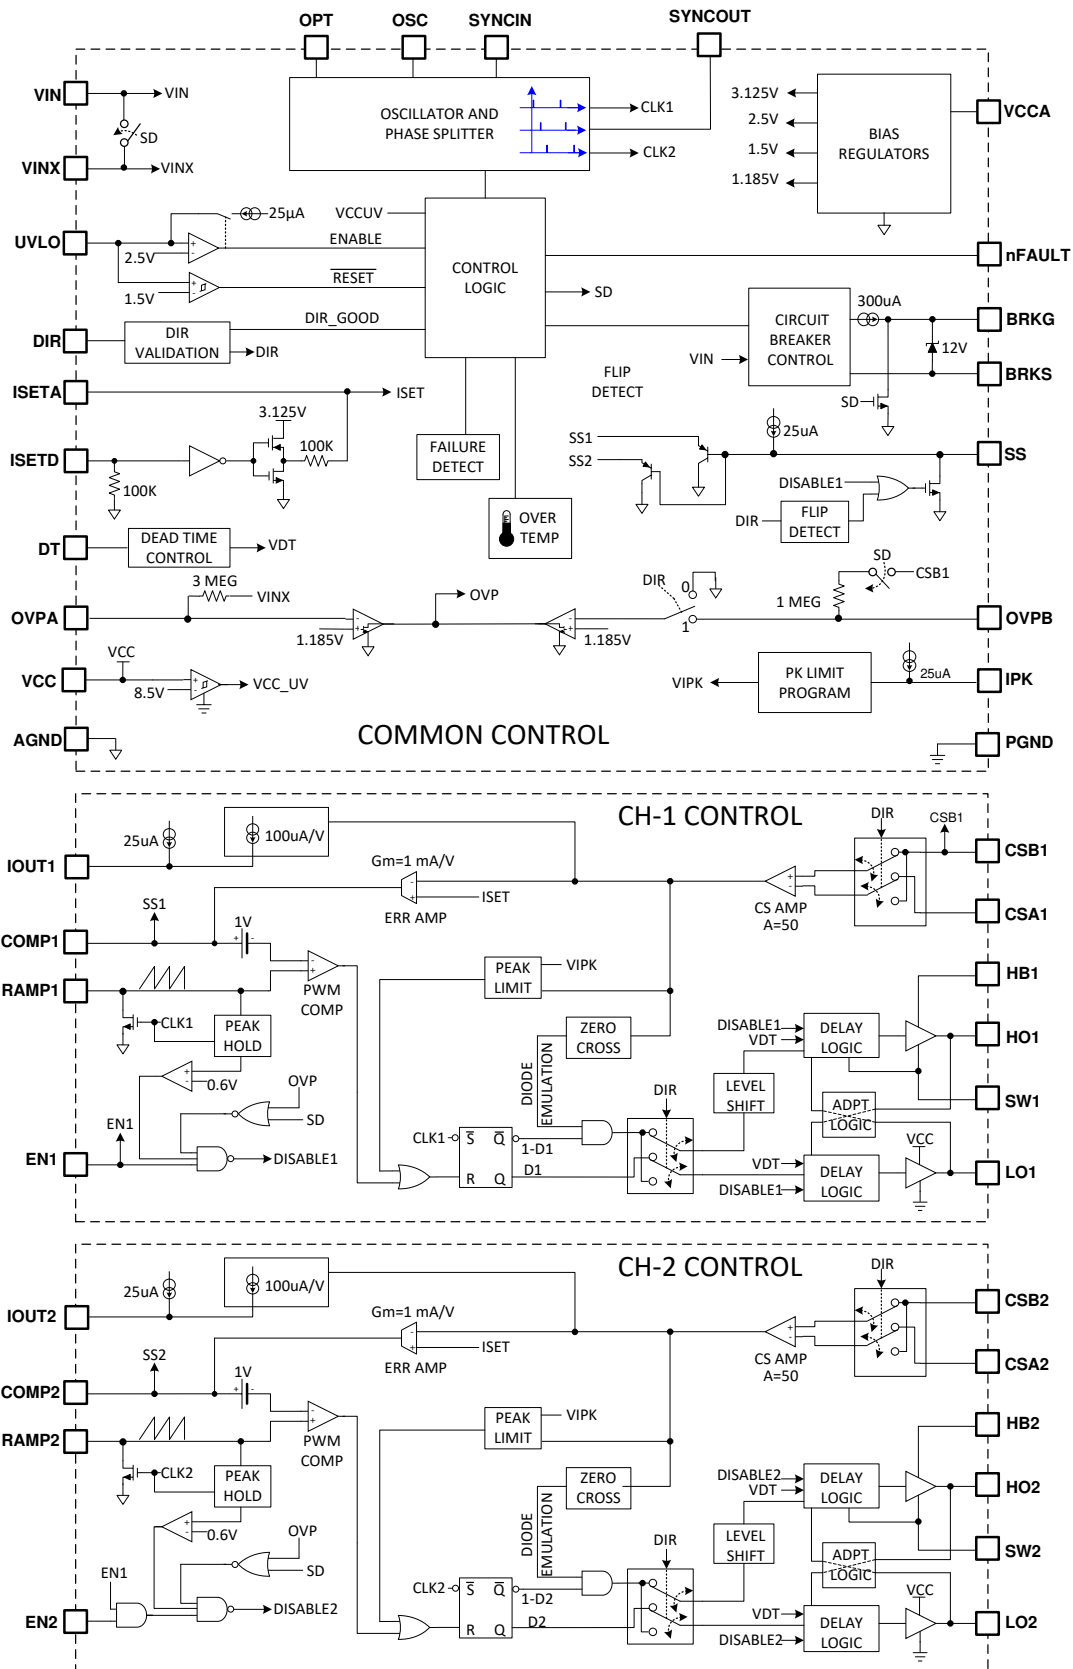 OPT OSC SYNCIN SYNCOUT
VIN VIN
SD
VINX VINX
OSCILLATOR AND
PHASE SPLITTER
CLK1
CLK2
3.125V
2.5V
1.5V
1.185V
BIAS
REGULATORS
VCCA
UVLO
25µA
2.5V
1.5V
VCCUV
ENABLE
RESET
DIR_GOOD
CONTROL
LOGIC
SD
nFAULT
DIR
DIR
VALIDATION
DIR
VIN
CIRCUIT
BREAKER
CONTROL
300uA
BRKG
12V
BRKS
SD
ISETA
ISET
3.125V
ISETD
100K
100K
FAILURE
DETECT
OVER
TEMP
FLIP
DETECT
SS1
SS2
25uA
SS
DISABLE1
DIR
FLIP
DETECT
DT
DEAD TIME
CONTROL
VDT
3 MEG
VINX
OVPA
1.185V
OVP
1.185V
DIR
0
1
SD
CSB1
1 MEG
OVPB
VCC
VCC
8.5V
VCC_UV
VIPK
PK LIMIT
PROGRAM
25uA
IPK
AGND
COMMON CONTROL
PGND
CH-1 CONTROL
25uA
100uA/V
IOUT1
Gm=1 mA/V
ERR AMP
ISET
DIR
CSB1
CSB1
CS AMP
A=50
CSA1
SS1
COMP1
1V
RAMP1
PWM
COMP
CLK1
PEAK
HOLD
0.6V
PEAK
LIMIT
VIPK
ZERO
CROSS
DIODE
EMULATION
HB1
DISABLE1
VDT
DELAY
LOGIC
HO1
LEVEL
SHIFT
ADPT
LOGIC
SW1
EN1
OVP
SD
EN1
DISABLE1
CLK1
S Q
R Q
1-D1
D1
DIR
VDT
DISABLE1
DELAY
LOGIC
VCC
LO1
CH-2 CONTROL
25uA
100uA/V
IOUT2
Gm=1 mA/V
ERR AMP
ISET
DIR
CSB2
CS AMP
A=50
CSA2
SS2
COMP2
1V
RAMP2
PWM
COMP
CLK2
PEAK
HOLD
0.6V
PEAK
LIMIT
VIPK
ZERO
CROSS
DIODE
EMULATION
HB2
DISABLE2
VDT
DELAY
LOGIC
HO2
LEVEL
SHIFT
ADPT
LOGIC
SW2
OVP
SD
EN1
EN2
DISABLE2
CLK2
S Q
R Q
1-D2
D2
DIR
VDT
DISABLE2
DELAY
LOGIC
VCC
LO2